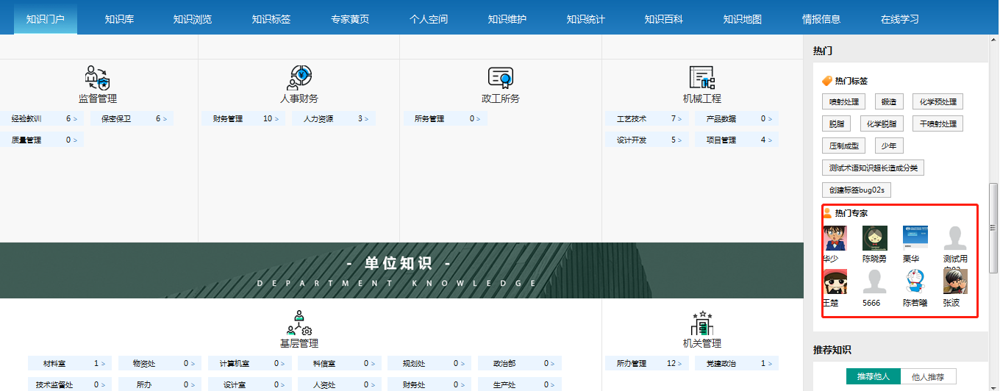 知识门户 知识库 知识浏览 知识标签 专家黄页 个人空间 知识维护 知识统计 知识百科 知识地图 情报信息 在线学习
监督管理
经验教训 6 > 保密保卫 6 >
质量管理 0 >
人事财务
财务管理 10 > 人力资源 3 >
政工所务
所务管理 0 >
机械工程
工艺技术 7 > 产品数据 0 >
设计开发 5 > 项目管理 4 >
- 单位知识 -
DEPARTMENT KNOWLEDGE
基层管理
材料室 1 > 物资处 0 > 计算机室 0 > 科信室 0 > 规划处 0 > 政治部 0 >
技术监督处 0 > 所办 0 > 设计室 0 > 人资处 0 > 财务处 0 > 生产处 0 >
机关管理
所办管理 12 > 党建政治 1 >
热门
热门标签
喷射处理 锻造 化学预处理
脱脂 化学脱脂 干喷射处理
压制成型 少年
测试术语知识超长造成分类
创建标签bug02s
热门专家
华少 陈晓勇 栗华 测试用
王楚 5666 陈若曦 张波
推荐知识
推荐他人 他人推荐